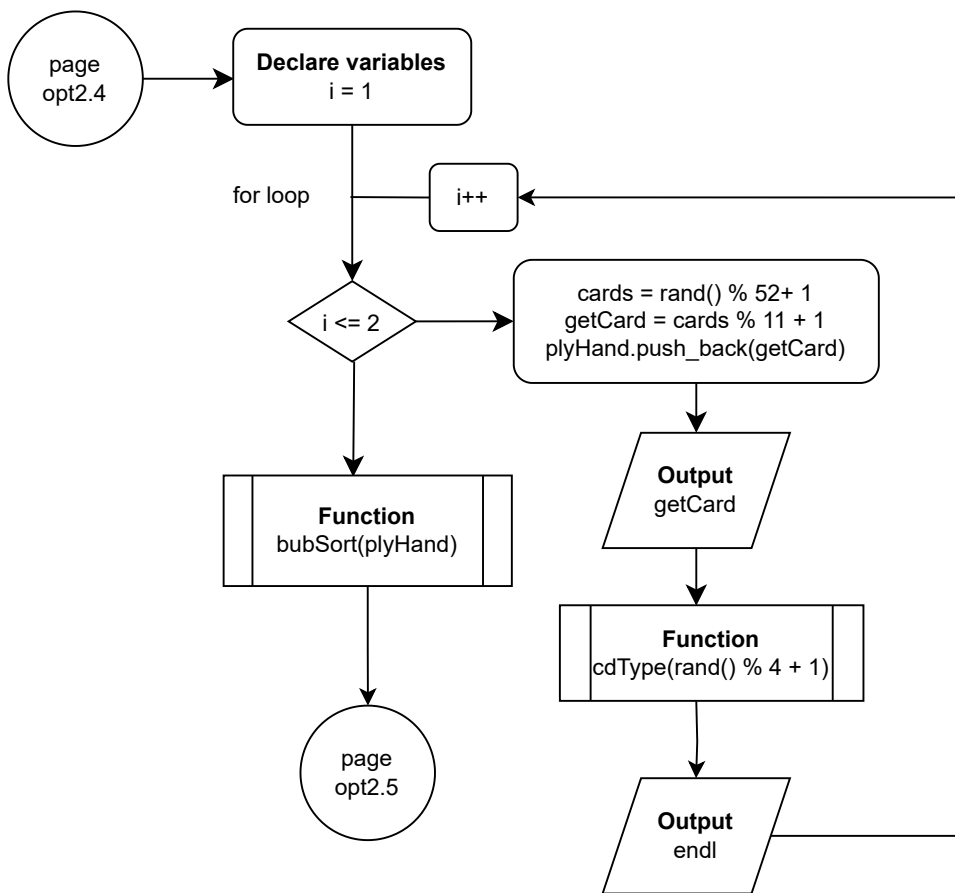 page
opt2.4
Declare variables
i = 1
for loop
i++
i <= 2
cards = rand() % 52+ 1
getCard = cards % 11 + 1
plyHand.push_back(getCard)
Output
getCard
Function
bubSort(plyHand)
Function
cdType(rand() % 4 + 1)
page
opt2.5
Output
endl